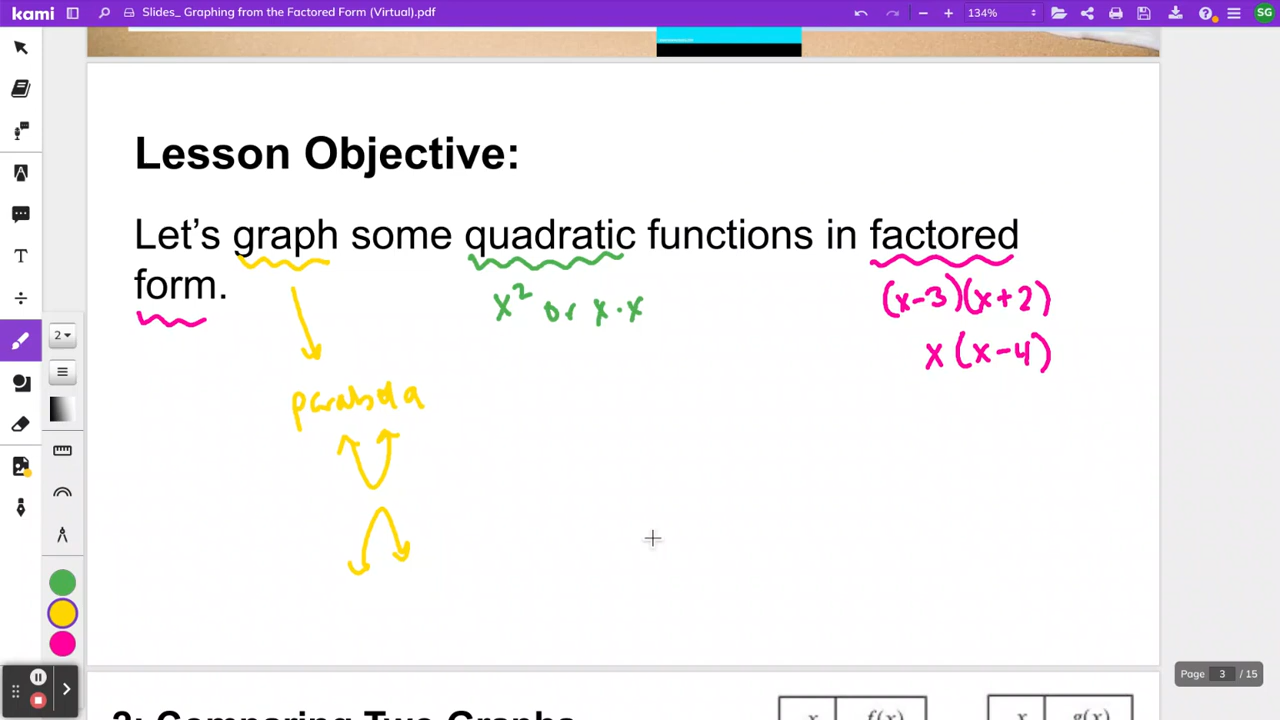 kami
Slides_ Graphing from the Factored Form (Virtual).pdf
134%
SG
Lesson Objective:
Let's graph some quadratic functions in factored
form.
x² or x·x
(x-3)(x+2)
x(x-4)
parabola
2
Page 3 / 15
2: Comparing Two Graphs
x f(x)
x g(x)